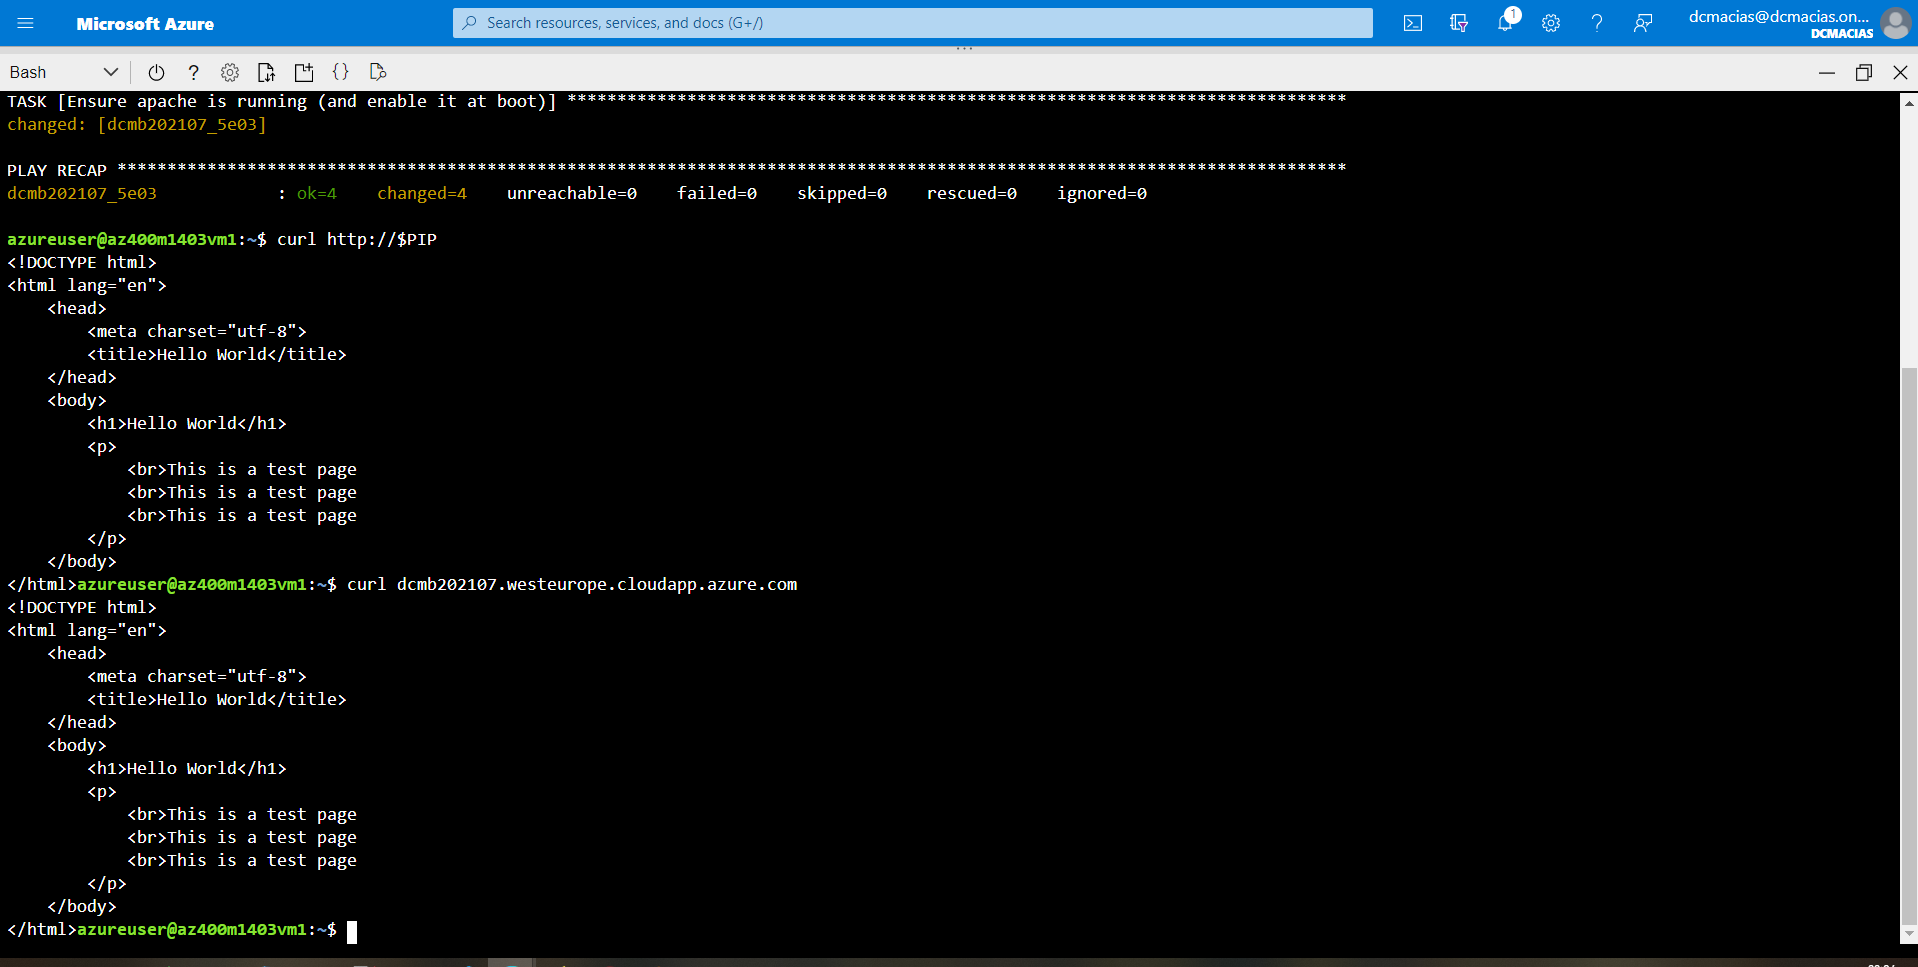 Microsoft Azure
Search resources, services, and docs (G+/)
1
dcmacias@dcmacias.on...
DCMACIAS
Bash
TASK [Ensure apache is running (and enable it at boot)] ******************************************************************************
changed: [dcmb202107_5e03]
PLAY RECAP ***************************************************************************************************************************
dcmb202107_5e03 : ok=4 changed=4 unreachable=0 failed=0 skipped=0 rescued=0 ignored=0
azureuser@az400m1403vm1:~$ curl http://$PIP
<!DOCTYPE html>
<html lang="en">
<head>
<meta charset="utf-8">
<title>Hello World</title>
</head>
<body>
<h1>Hello World</h1>
<p>
<br>This is a test page
<br>This is a test page
<br>This is a test page
</p>
</body>
</html>azureuser@az400m1403vm1:~$ curl dcmb202107.westeurope.cloudapp.azure.com
<!DOCTYPE html>
<html lang="en">
<head>
<meta charset="utf-8">
<title>Hello World</title>
</head>
<body>
<h1>Hello World</h1>
<p>
<br>This is a test page
<br>This is a test page
<br>This is a test page
</p>
</body>
</html>azureuser@az400m1403vm1:~$